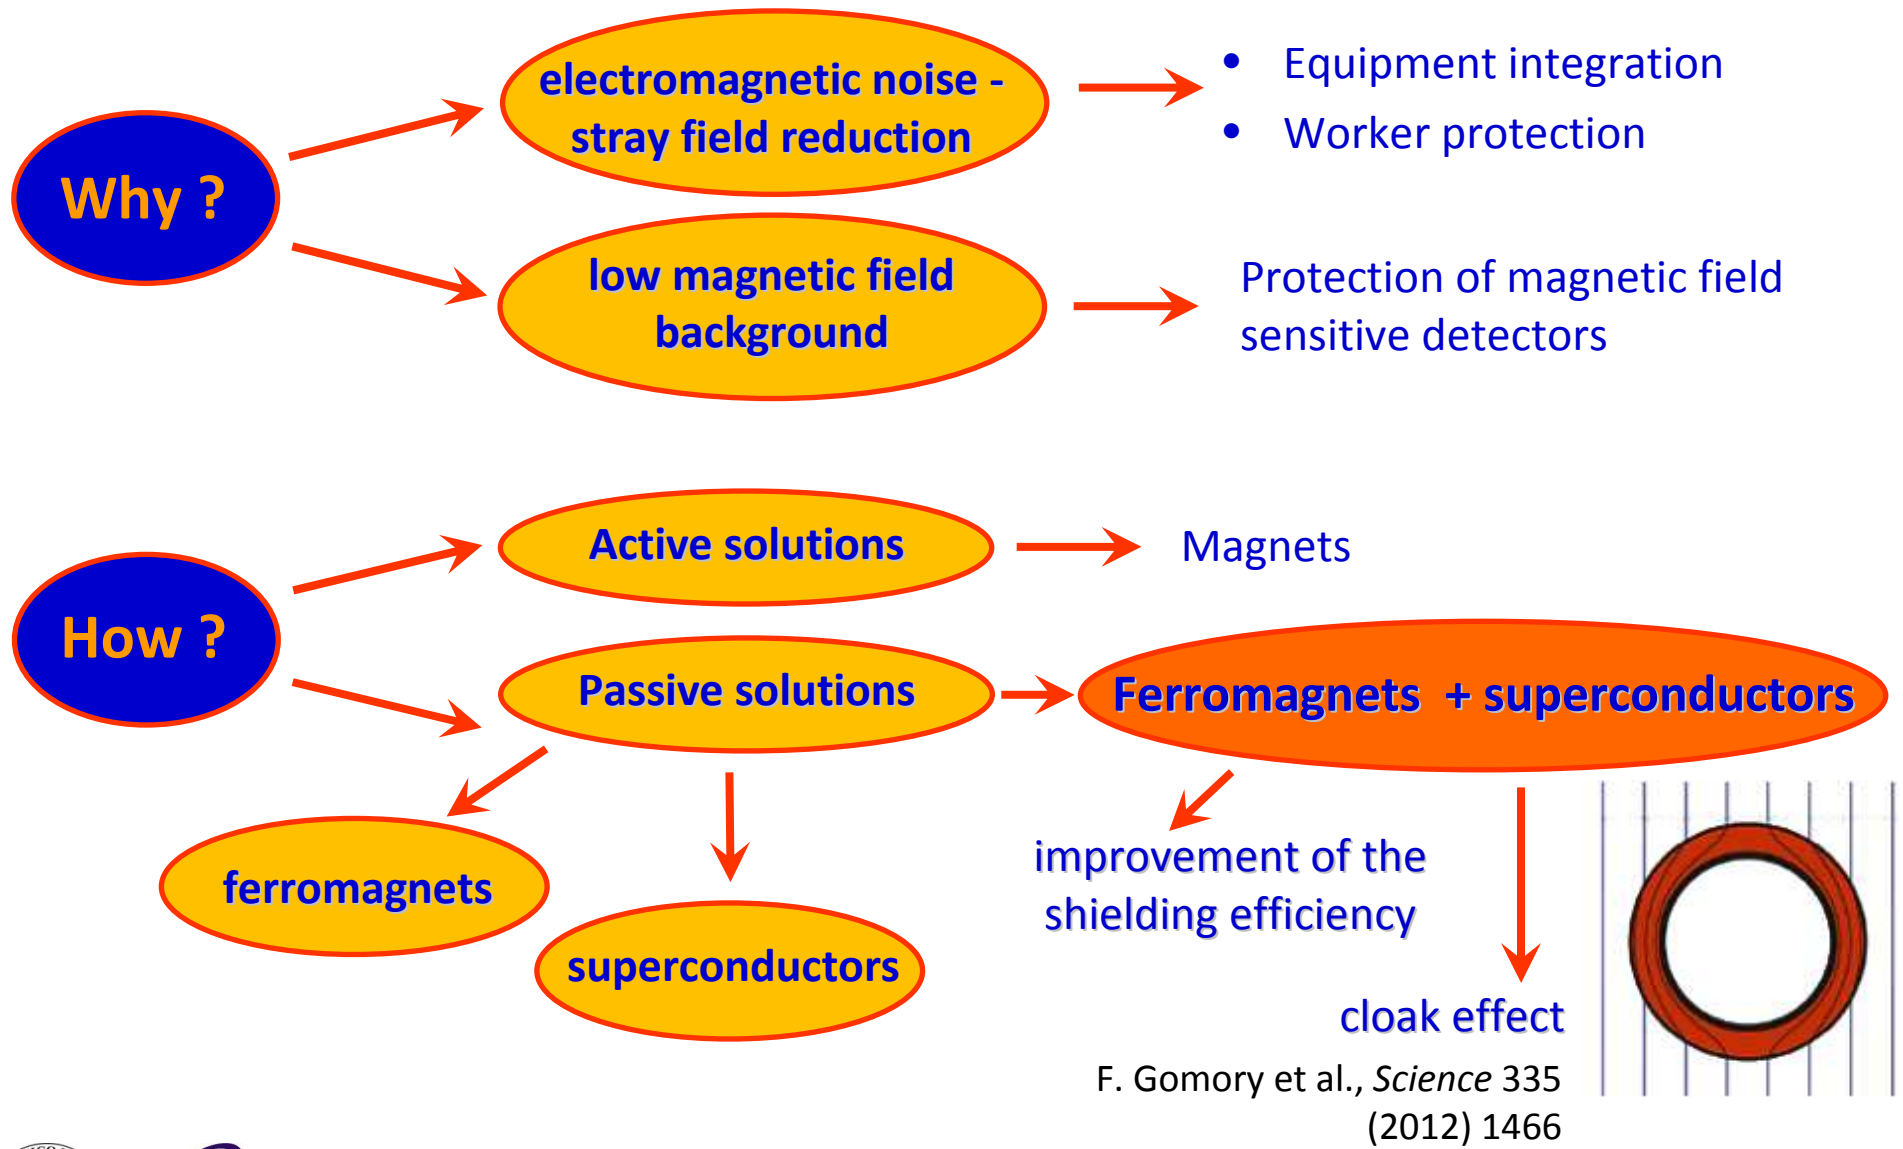 Why ?
electromagnetic noise -
stray field reduction
• Equipment integration
• Worker protection
low magnetic field
background
Protection of magnetic field
sensitive detectors
How ?
Active solutions
Magnets
Passive solutions
Ferromagnets + superconductors
ferromagnets
superconductors
improvement of the
shielding efficiency
cloak effect
F. Gomory et al., Science 335
(2012) 1466